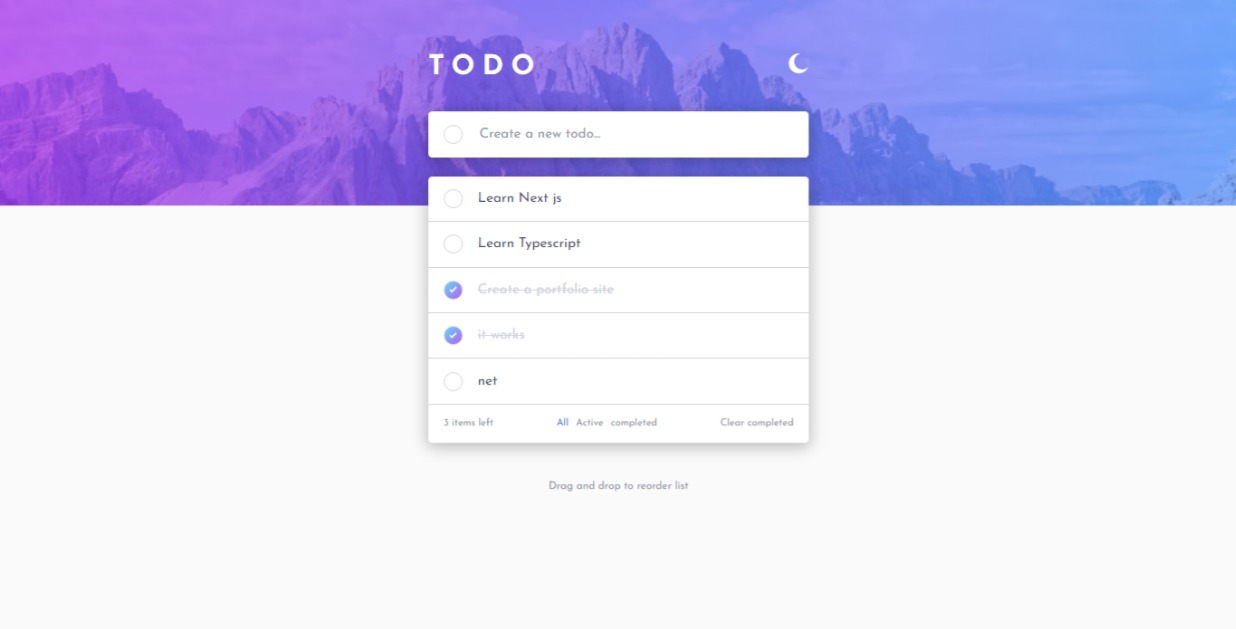 TODO
Create a new todo...
Learn Next js
Learn Typescript
Create a portfolio site
it works
net
3 items left All Active completed Clear completed
Drag and drop to reorder list